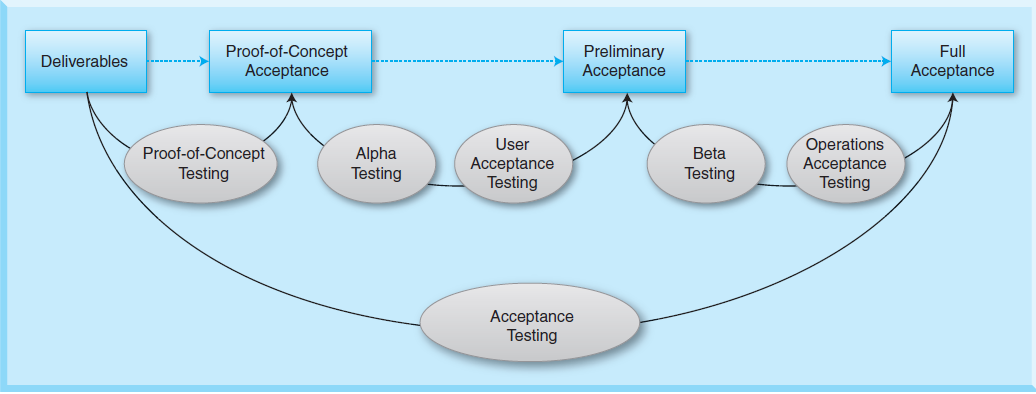 Deliverables
Proof-of-Concept
Acceptance
Preliminary
Acceptance
Full
Acceptance
Proof-of-Concept
Testing
Alpha
Testing
User
Acceptance
Testing
Beta
Testing
Operations
Acceptance
Testing
Acceptance
Testing